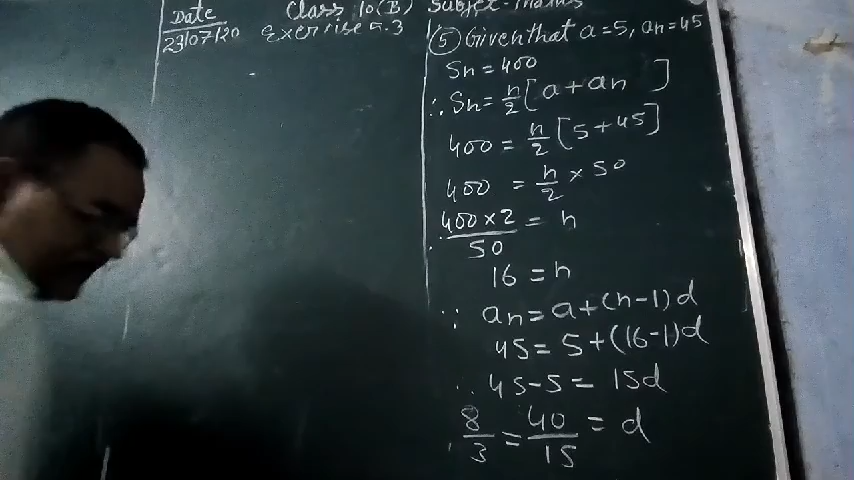 Date
23/07/20
Class 10(B) Subject-Maths
Exercise 5.3
(5) Given that a=5, an=45
Sn=400
∴ Sn= n/2 [a+an]
400 = n/2 [5+45]
400 = n/2 × 50
∴ 400×2/50 = n
16 = n
∵ an=a+(n-1)d
45=5+(16-1)d
∴ 45-5= 15d
∴ 8/3 = 40/15 = d